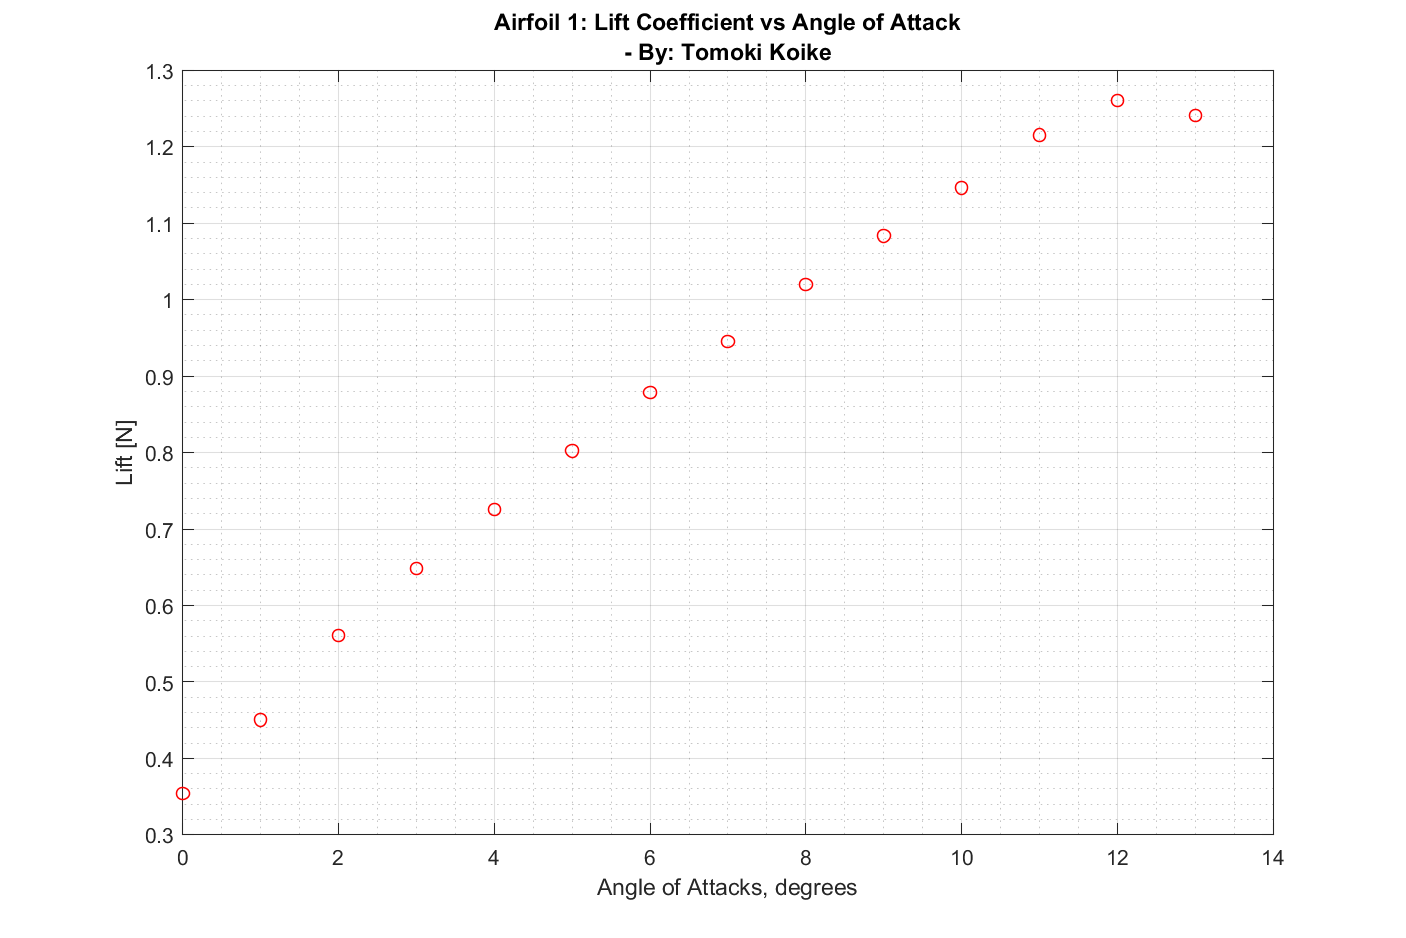 Airfoil 1: Lift Coefficient vs Angle of Attack
- By: Tomoki Koike
1.3
1.2
1.1
1
0.9
0.8
0.7
0.6
0.5
0.4
0.3
Lift [N]
0 2 4 6 8 10 12 14
Angle of Attacks, degrees